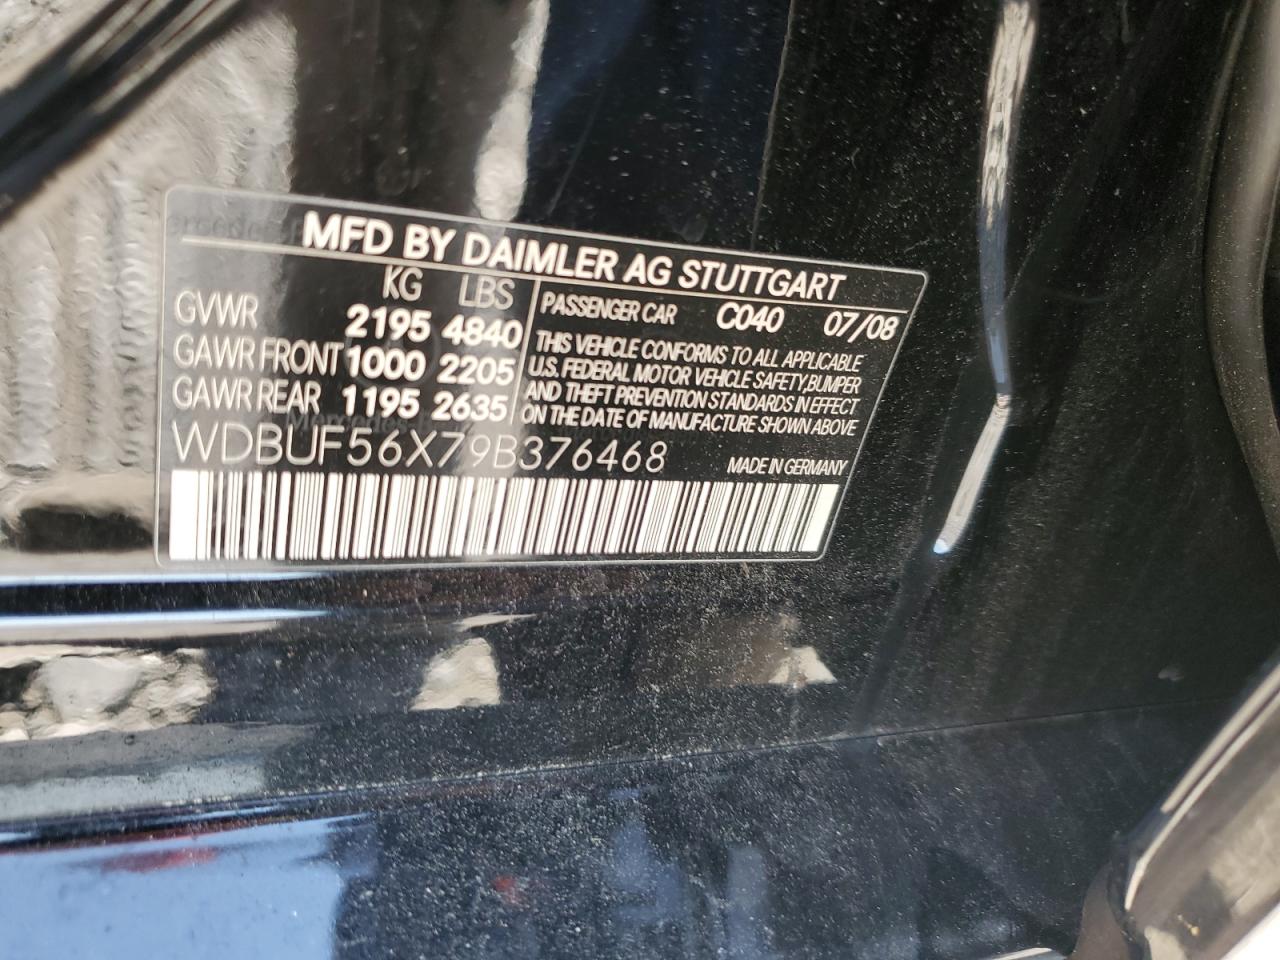 MFD BY DAIMLER AG STUTTGART
KG LBS
GVWR 2195 4840
GAWR FRONT 1000 2205
GAWR REAR 1195 2635
PASSENGER CAR C040 07/08
THIS VEHICLE CONFORMS TO ALL APPLICABLE
U.S. FEDERAL MOTOR VEHICLE SAFETY,BUMPER
AND THEFT PREVENTION STANDARDS IN EFFECT
ON THE DATE OF MANUFACTURE SHOWN ABOVE
WDBUF56X79B376468
MADE IN GERMANY